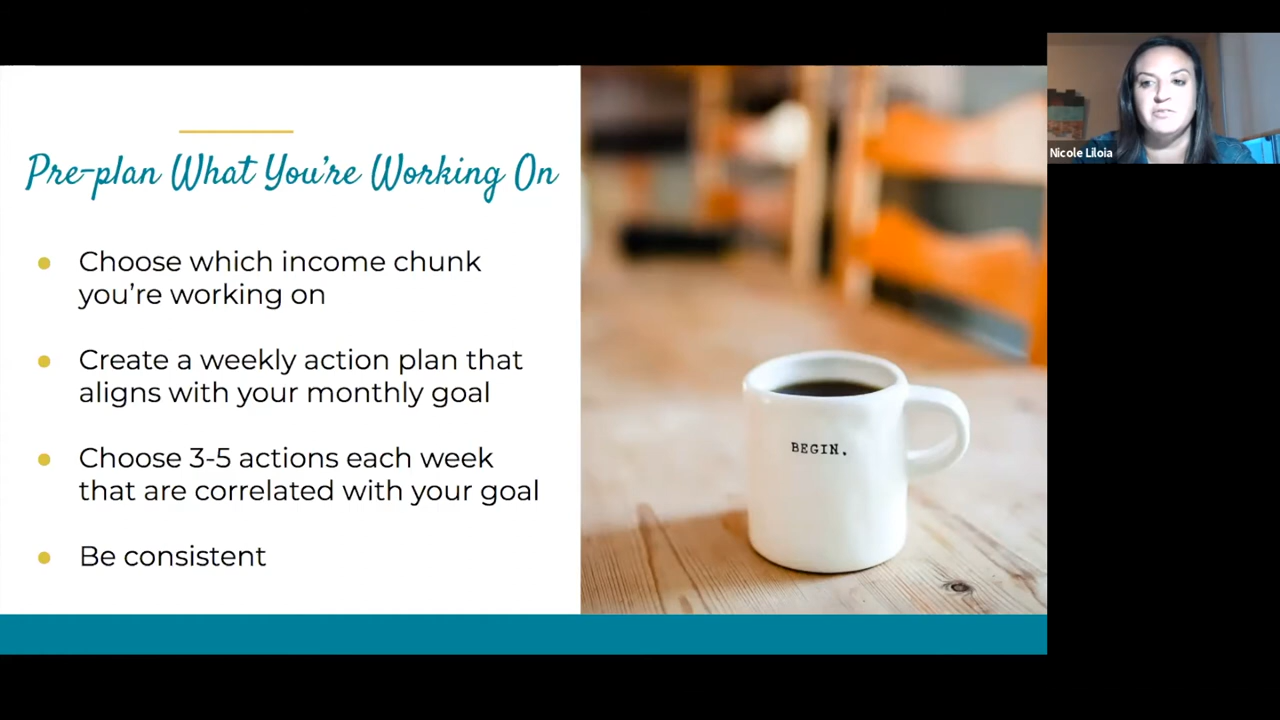 Pre-plan What You're Working On
● Choose which income chunk
you're working on
● Create a weekly action plan that
aligns with your monthly goal
● Choose 3-5 actions each week
that are correlated with your goal
● Be consistent
BEGIN.
Nicole Liloia